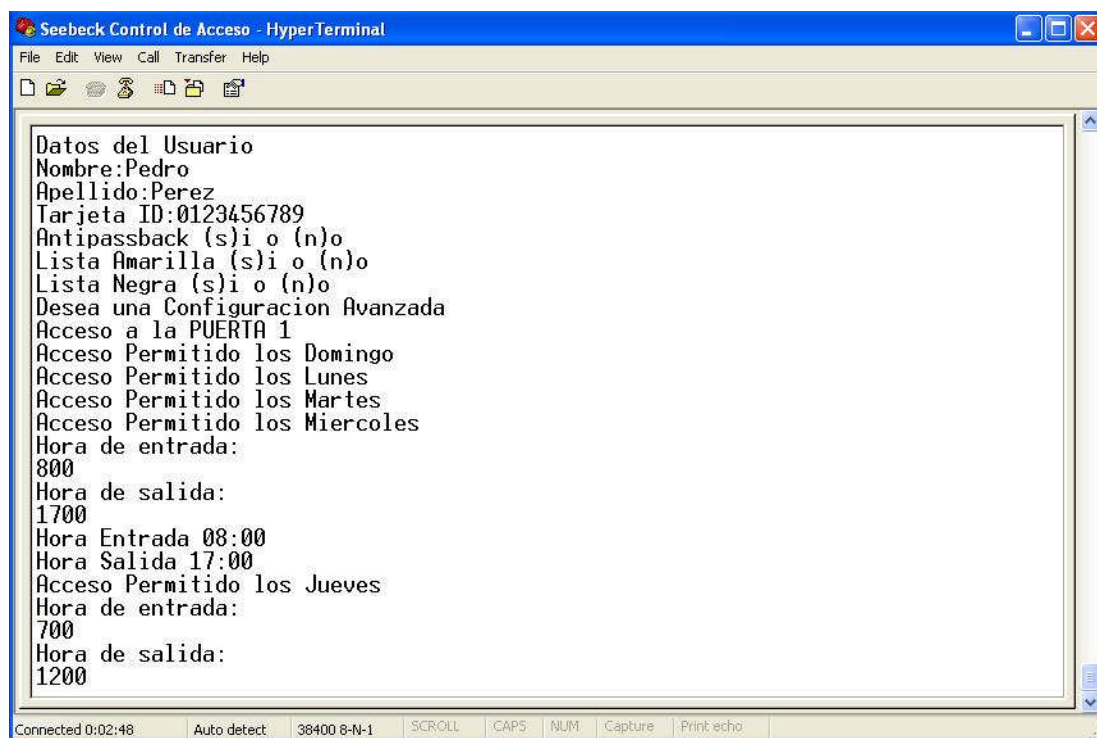 Seebeck Control de Acceso - HyperTerminal
File Edit View Call Transfer Help
Datos del Usuario
Nombre:Pedro
Apellido:Perez
Tarjeta ID:0123456789
Antipassback (s)i o (n)o
Lista Amarilla (s)i o (n)o
Lista Negra (s)i o (n)o
Desea una Configuracion Avanzada
Acceso a la PUERTA 1
Acceso Permitido los Domingo
Acceso Permitido los Lunes
Acceso Permitido los Martes
Acceso Permitido los Miercoles
Hora de entrada:
800
Hora de salida:
1700
Hora Entrada 08:00
Hora Salida 17:00
Acceso Permitido los Jueves
Hora de entrada:
700
Hora de salida:
1200
Connected 0:02:48 Auto detect 38400 8-N-1 SCROLL CAPS NUM Capture Print echo